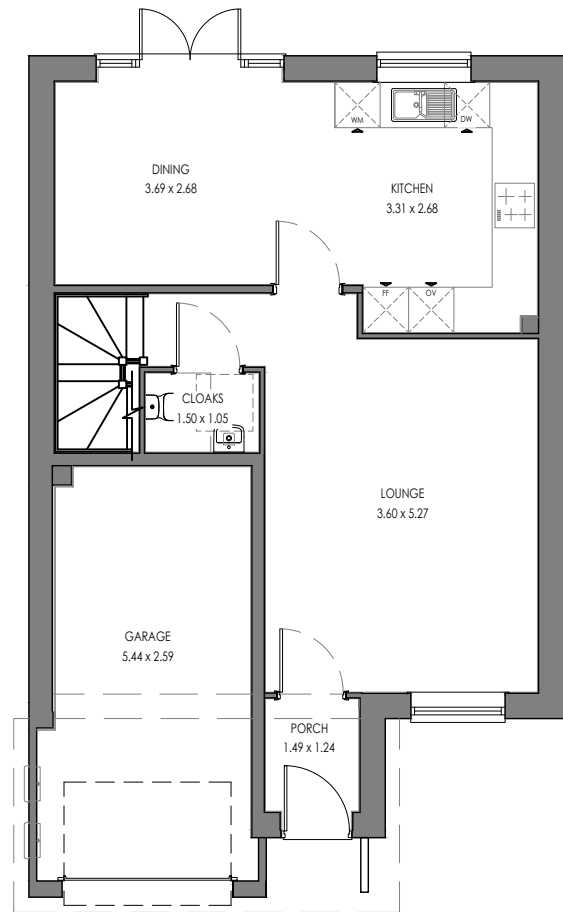 DINING
3.69 x 2.68
WM
DW
KITCHEN
3.31 x 2.68
FF
OV
CLOAKS
1.50 x 1.05
LOUNGE
3.60 x 5.27
GARAGE
5.44 x 2.59
PORCH
1.49 x 1.24